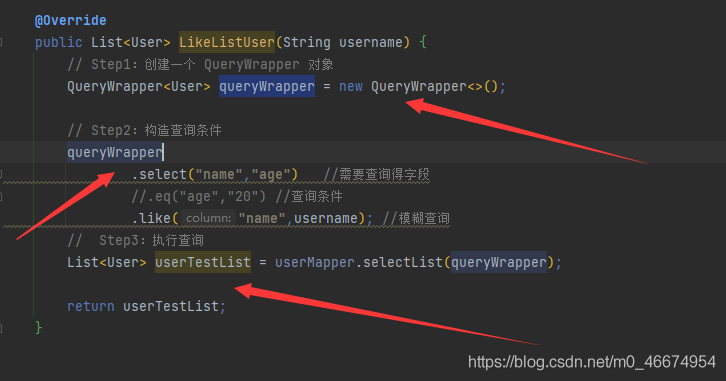 @Override
public List<User> LikeListUser(String username) {
// Step1：创建一个 QueryWrapper 对象
QueryWrapper<User> queryWrapper = new QueryWrapper<>();
// Step2：构造查询条件
queryWrapper
.select("name","age") //需要查询得字段
//.eq("age","20") //查询条件
.like( column: "name",username); //模糊查询
// Step3：执行查询
List<User> userTestList = userMapper.selectList(queryWrapper);
return userTestList;
}
https://blog.csdn.net/m0_46674954